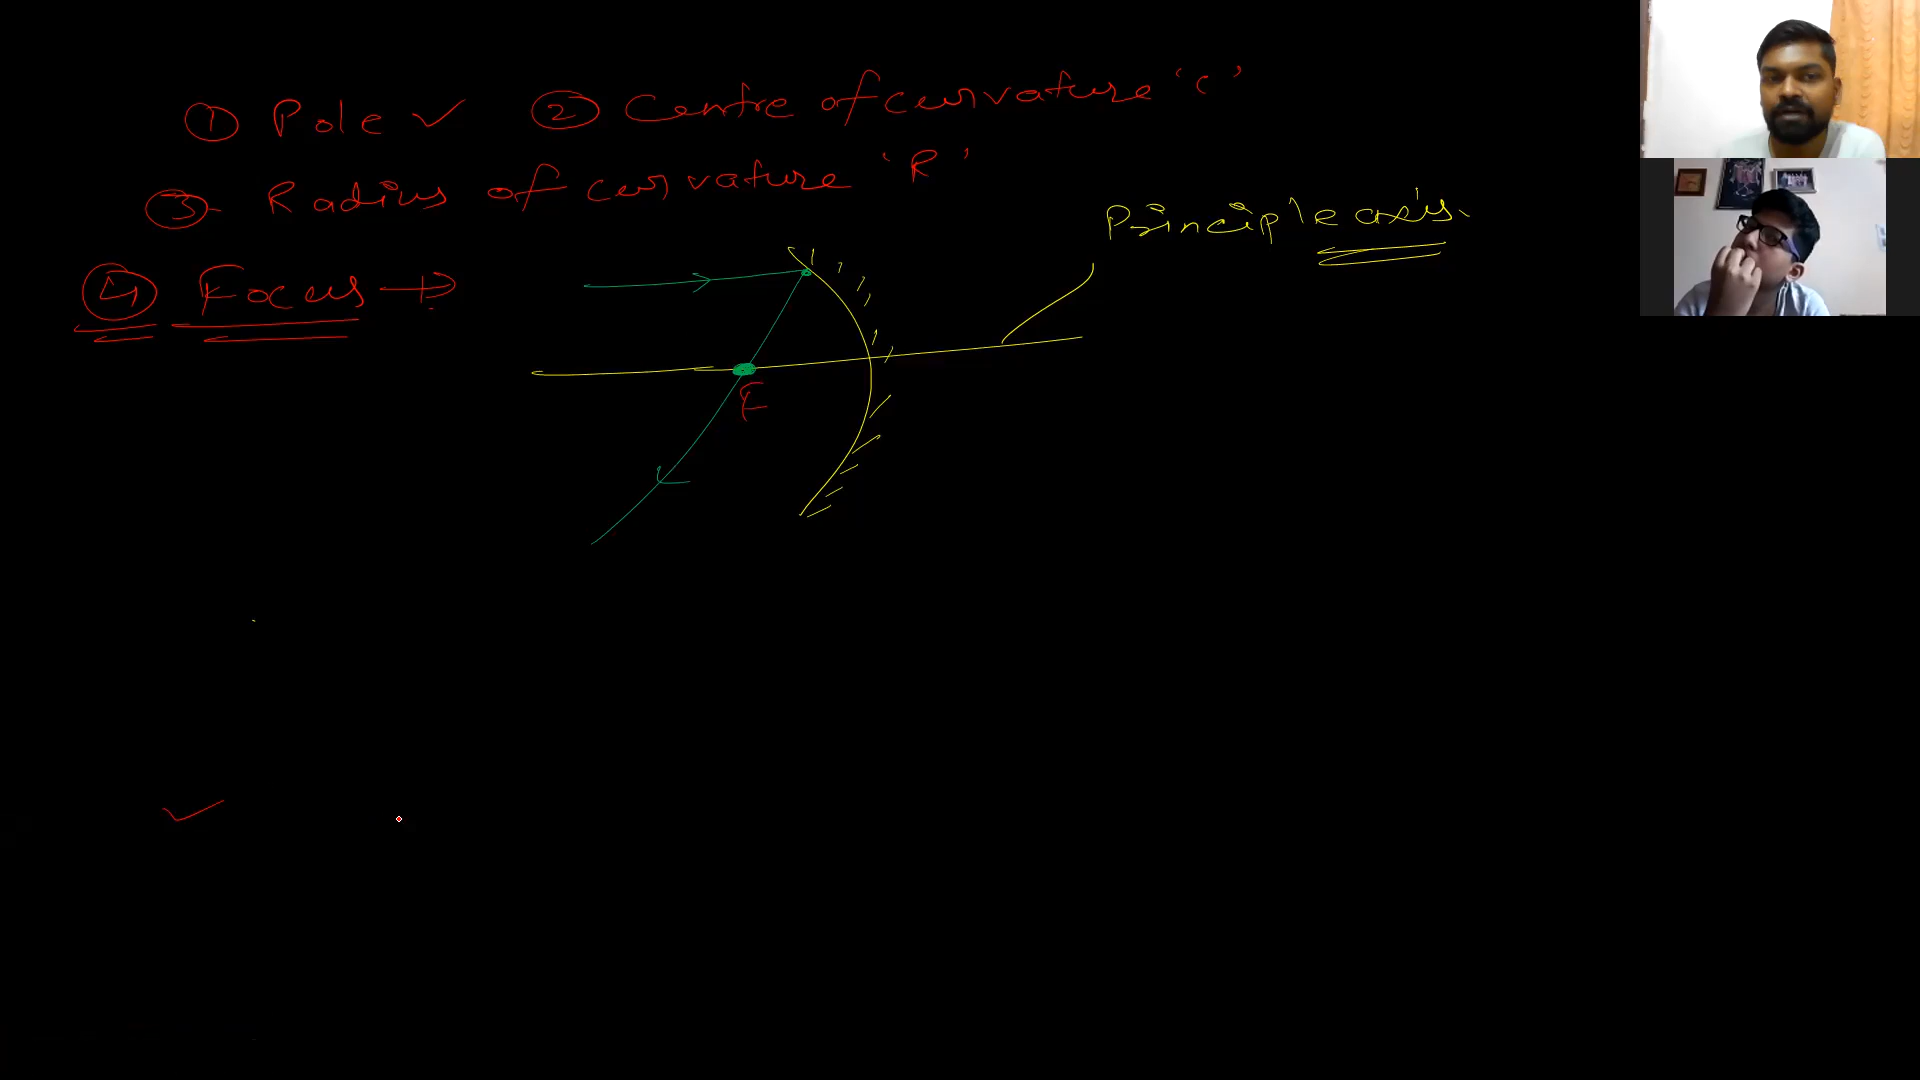 ① Pole ✓ ② Centre of curvature 'c'
③ Radius of curvature 'R'
Principle axis.
④ Focus →
F